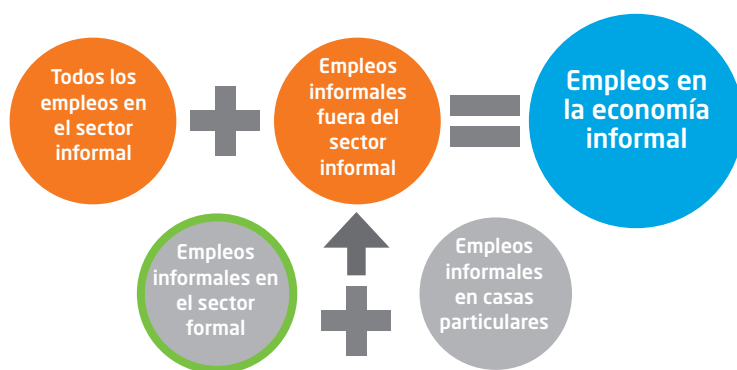 Todos los
empleos en
el sector
informal
Empleos
informales
fuera del
sector
informal
Empleos en
la economía
informal
Empleos
informales en
el sector
formal
Empleos
informales
en casas
particulares